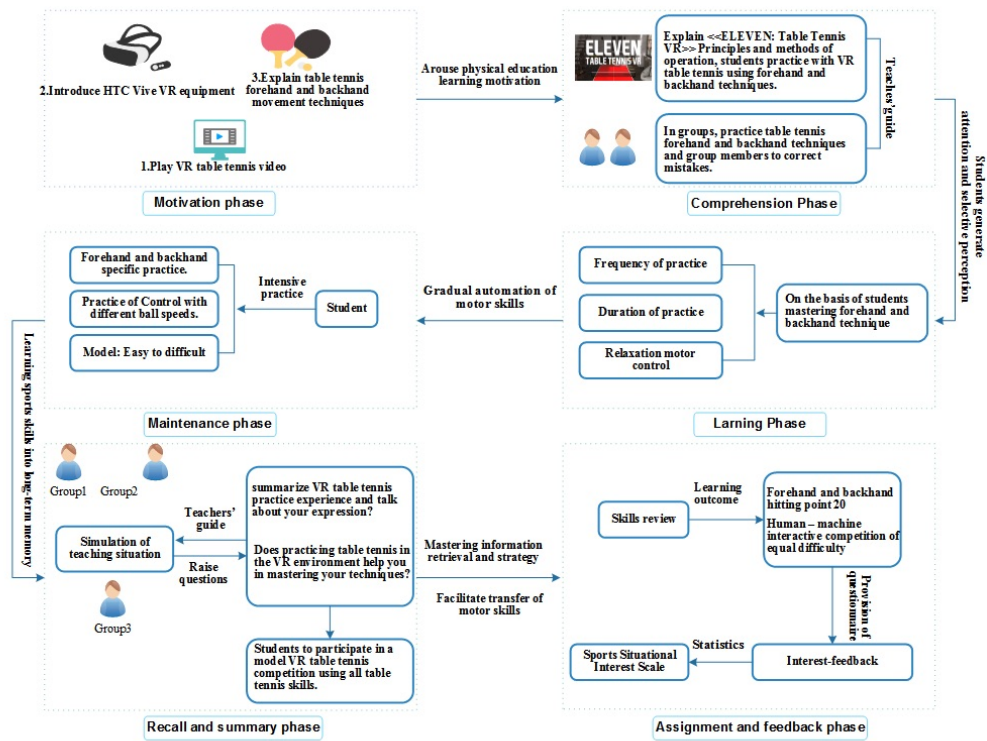 2.Introduce HTC Vive VR equipment
3.Explain table tennis
forehand and backhand
movement techniques
1.Play VR table tennis video
Motivation phase
Arouse physical education
learning motivation
ELEVEN
TABLE TENNIS VR
Explain <<ELEVEN: Table Tennis
VR>> Principles and methods of
operation, students practice with VR
table tennis using forehand and
backhand techniques.
In groups, practice table tennis
forehand and backhand techniques
and group members to correct
mistakes.
Teaches'guide
Comprehension Phase
Students generate
attention and selective perception
Forehand and backhand
specific practice.
Practice of Control with
different ball speeds.
Model: Easy to difficult
Intensive
practice
Student
Maintenance phase
Gradual automation of
motor skills
Frequency of practice
Duration of practice
Relaxation motor
control
On the basis of students
mastering forehand and
backhand technique
Larning Phase
Learning sports skills into long-term memory
Group1
Group2
Simulation of
teaching situation
Group3
Teachers'
guide
Raise
questions
summarize VR table tennis
practice experience and talk
about your expression?
Does practicing table tennis in
the VR environment help you
in mastering your techniques?
Students to participate in a
model VR table tennis
competition using all table
tennis skills.
Recall and summary phase
Mastering information
retrieval and strategy
Facilitate transfer of
motor skills
Skills review
Learning
outcome
Forehand and backhand
hitting point 20
Human – machine
interactive competition of
equal difficulty
Provision of
questionnaire
Sports Situational
Interest Scale
Statistics
Interest-feedback
Assignment and feedback phase